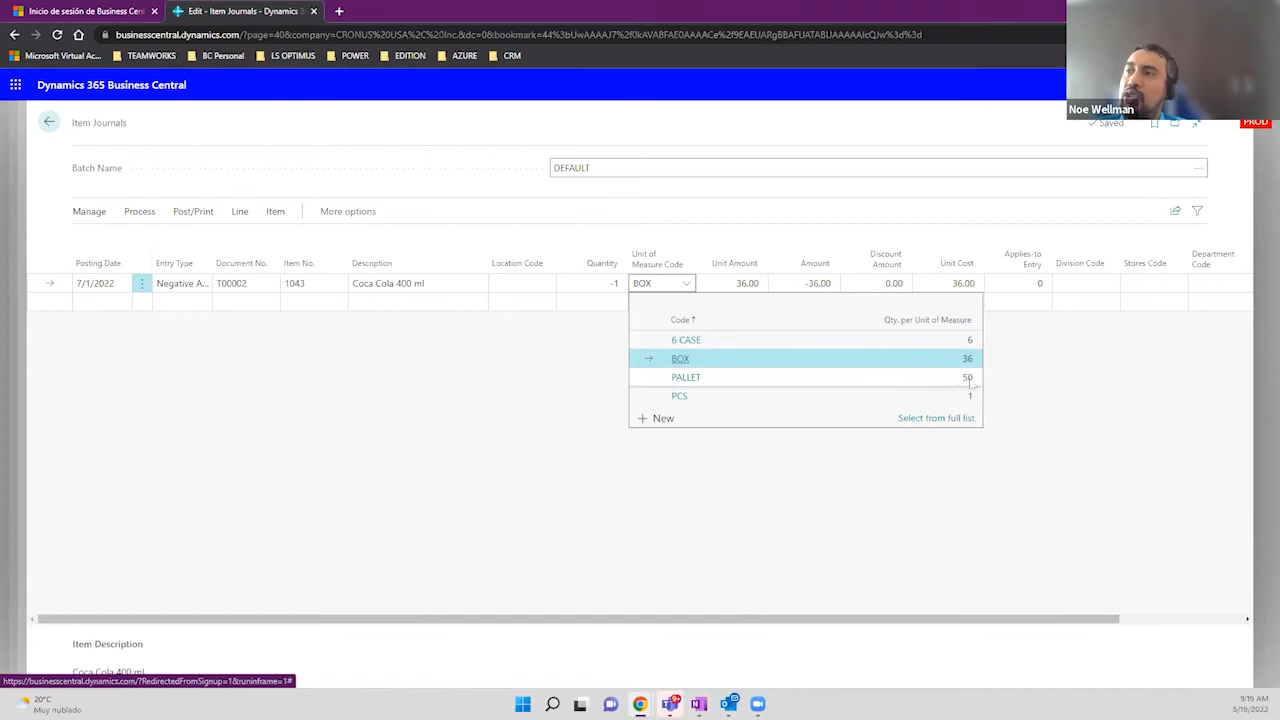 Inicio de sesión de Business Cent
Edit - Item Journals - Dynamics 3
businesscentral.dynamics.com/?page=40&company=CRONUS%20USA%2C%20Inc.&dc=0&bookmark=
Microsoft Virtual Ac... TEAMWORKS BC Personal LS OPTIMUS POWER EDITION AZURE CRM
Dynamics 365 Business Central
Noe Wellman
Item Journals
Saved
PROD
Batch Name DEFAULT
Manage Process Post/Print Line Item More options
Posting Date Entry Type Document No. Item No. Description Location Code Quantity Unit of Measure Code Unit Amount Amount Discount Amount Unit Cost Applies-to Entry Division Code Stores Code Department Code
7/1/2022 Negative A... T00002 1043 Coca Cola 400 ml -1 BOX 36.00 -36.00 0.00 36.00 0
Code↑ Qty. per Unit of Measure
6 CASE 6
BOX 36
PALLET 50
PCS 1
+ New Select from full list
Item Description
Coca Cola 400 ml
https://businesscentral.dynamics.com/?RedirectedFromSignup=1&runinframe=1#
20°C
Muy nublado
9+
9:19 AM
5/19/2022